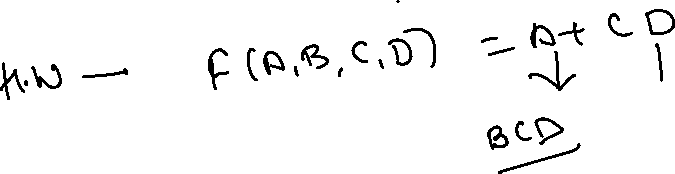 H.W — F(A,B,C,D) = A + CD
BCD